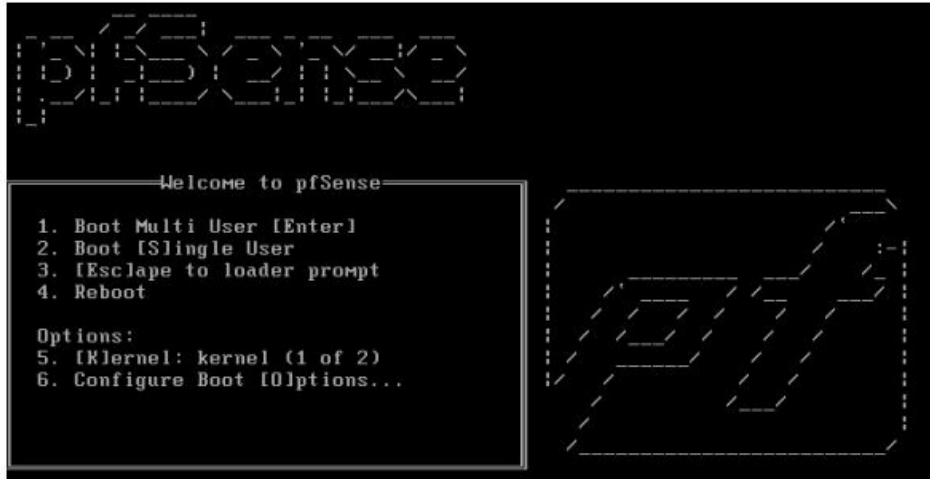 pfSense
Welcome to pfSense
1. Boot Multi User [Enter]
2. Boot [S]ingle User
3. [Esc]ape to loader prompt
4. Reboot
Options:
5. [K]ernel: kernel (1 of 2)
6. Configure Boot [O]ptions...
pf